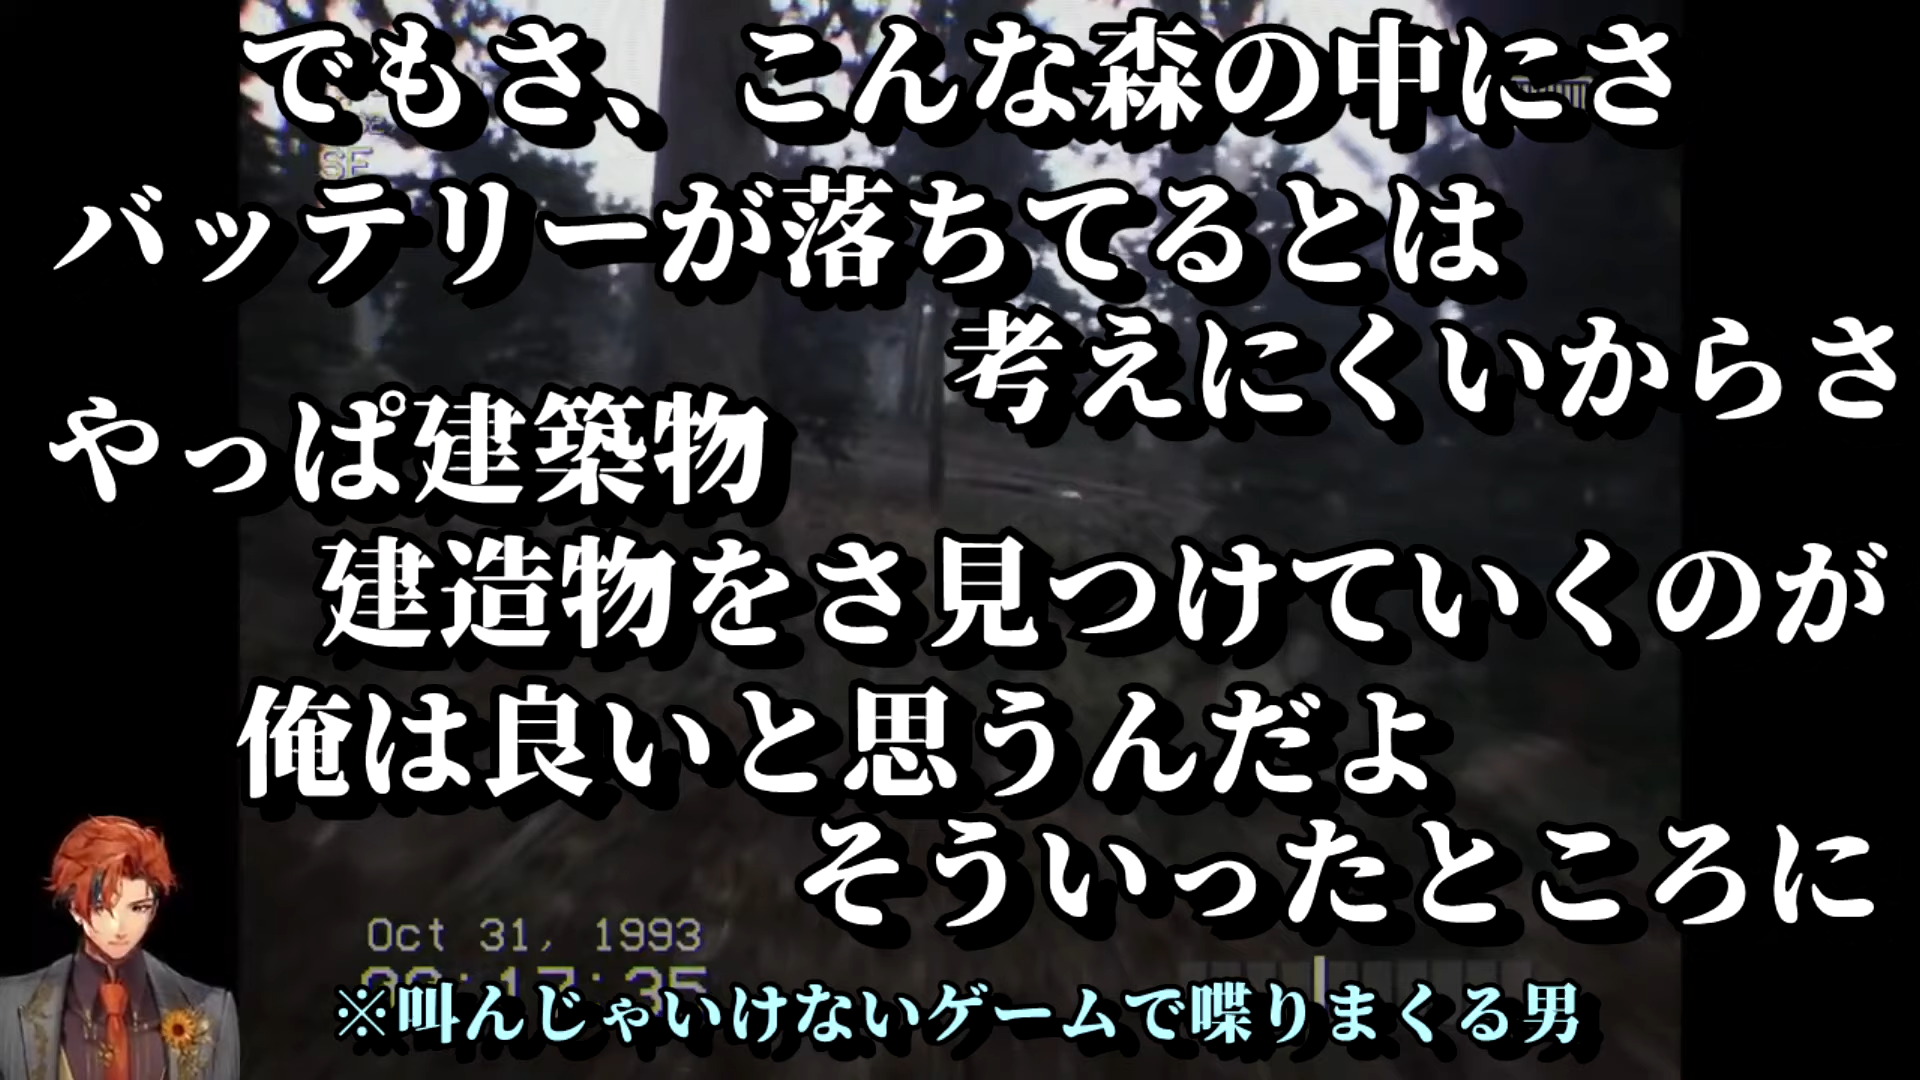 でもさ、こんな森の中にさ
SF
バッテリーが落ちてるとは
考えにくいからさ
やっぱ建築物
建造物をさ見つけていくのが
俺は良いと思うんだよ
そういったところに
Oct 31, 1993
※叫んじゃいけないゲームで喋りまくる男